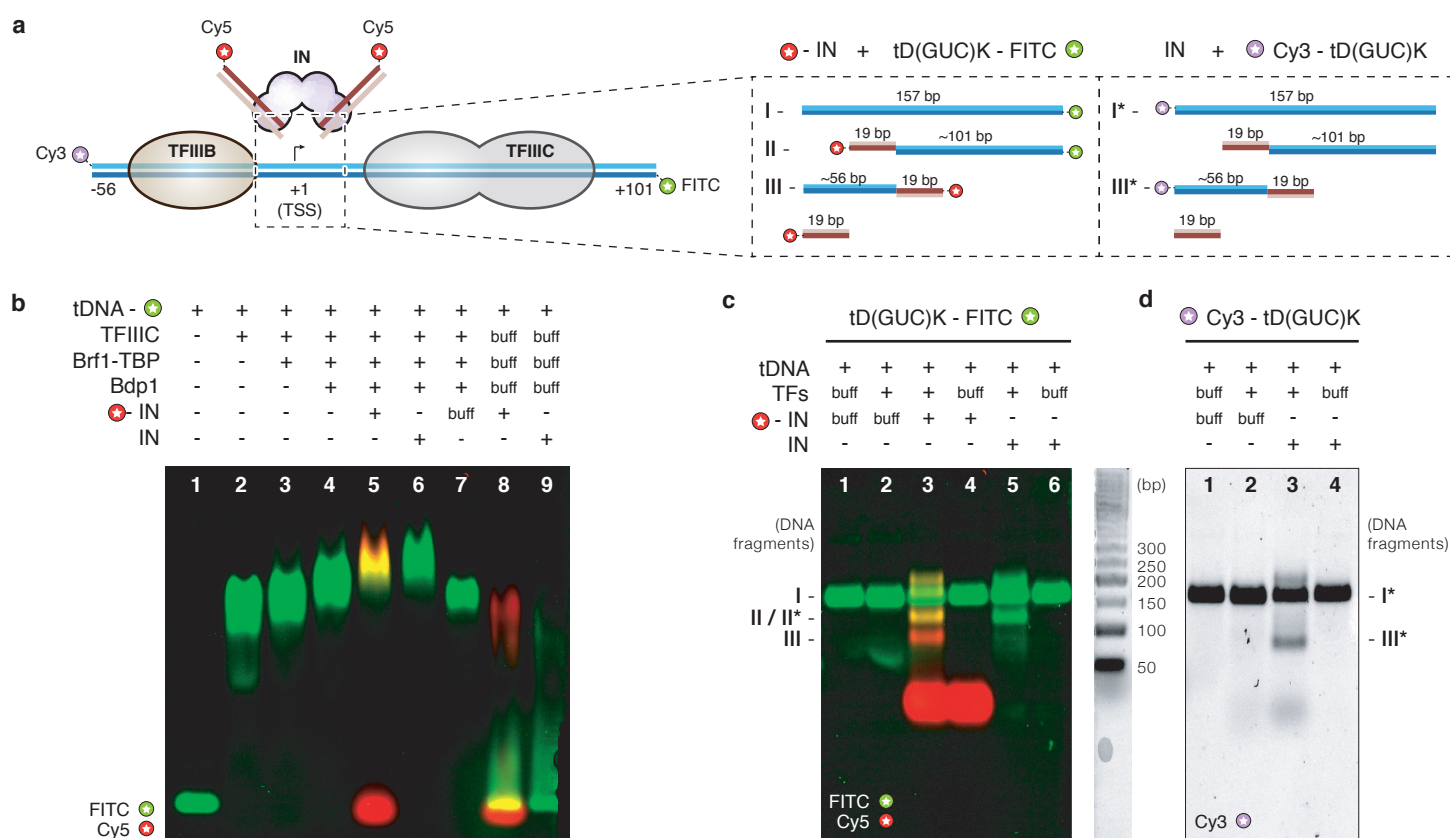 a
Cy5 Cy5
IN
Cy3 TFIIIB TFIIIC FITC
-56 +1 +101
(TSS)
- IN + tD(GUC)K - FITC
I - 157 bp
II - 19 bp ~101 bp
III - ~56 bp 19 bp
19 bp
IN + Cy3 - tD(GUC)K
I* - 157 bp
19 bp ~101 bp
III* - ~56 bp 19 bp
19 bp
b
tDNA - + + + + + + + + +
TFIIIC - + + + + + + buff buff
Brf1-TBP - - + + + + + buff buff
Bdp1 - - - + + + + buff buff
- IN - - - - + - buff + -
IN - - - - - + - - +
1 2 3 4 5 6 7 8 9
FITC
Cy5
c
tD(GUC)K - FITC
tDNA + + + + + +
TFs buff + + buff + buff
- IN buff buff + + - -
IN - - - - + +
1 2 3 4 5 6
(DNA
fragments)
I -
II / II* -
III -
FITC
Cy5
(bp)
300
250
200
150
100
50
d
Cy3 - tD(GUC)K
+ + + +
buff + + buff
buff buff - -
- - + +
1 2 3 4
(DNA
fragments)
- I*
- III*
Cy3